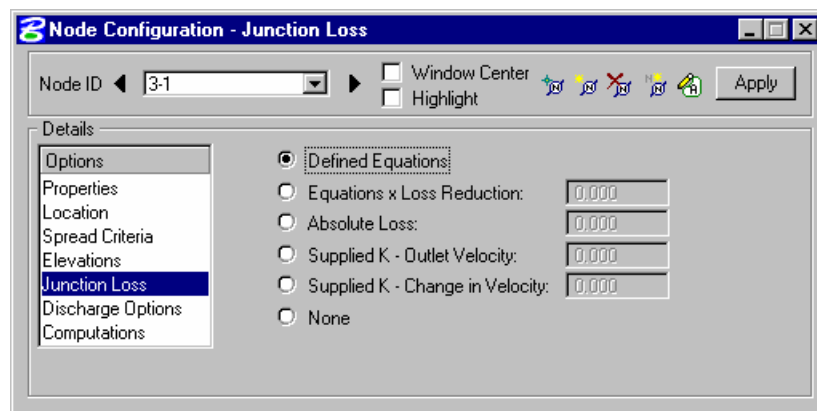 Node Configuration - Junction Loss
Node ID 3-1 Window Center Apply
Highlight
Details
Options
Properties
Location
Spread Criteria
Elevations
Junction Loss
Discharge Options
Computations
Defined Equations
Equations x Loss Reduction: 0.000
Absolute Loss: 0.000
Supplied K - Outlet Velocity: 0.000
Supplied K - Change in Velocity: 0.000
None